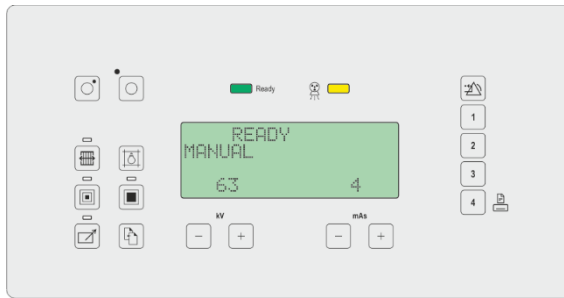 Ready
1
READY
2
MANUAL
3
63 4
4
kV mAs
- + - +